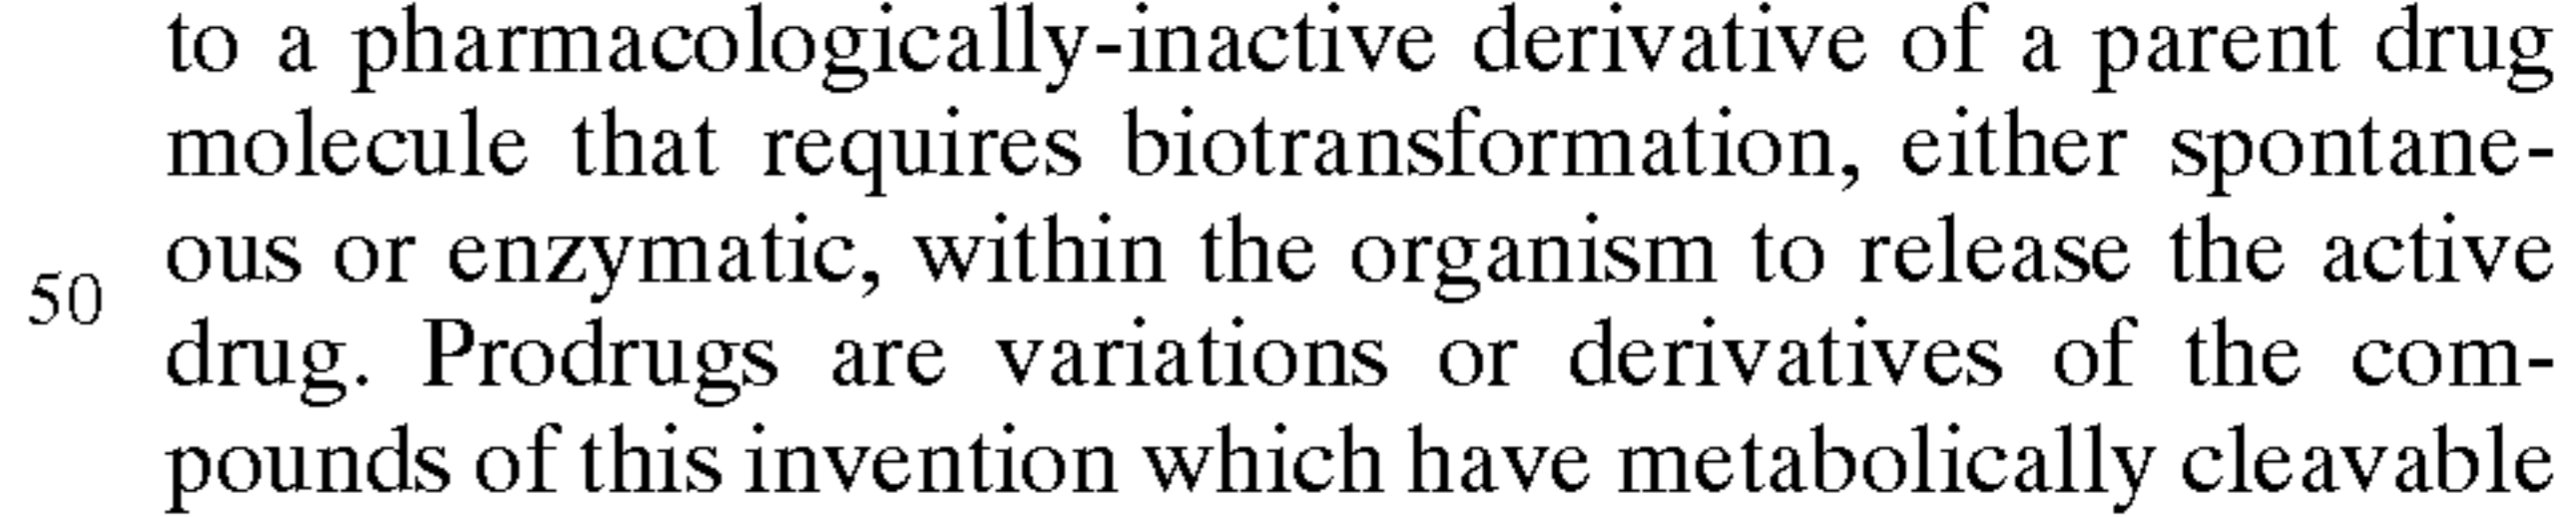 to a pharmacologically-inactive derivative of a parent drug
molecule that requires biotransformation, either spontane-
50 ous or enzymatic, within the organism to release the active
drug. Prodrugs are variations or derivatives of the com-
pounds of this invention which have metabolically cleavable